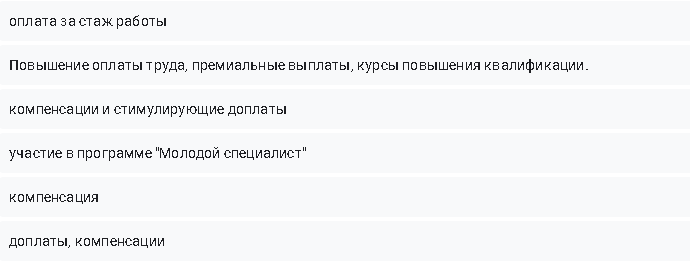 оплата за стаж работы
Повышение оплаты труда, премиальные выплаты, курсы повышения квалификации.
компенсации и стимулирующие доплаты
участие в программе "Молодой специалист"
компенсация
доплаты, компенсации